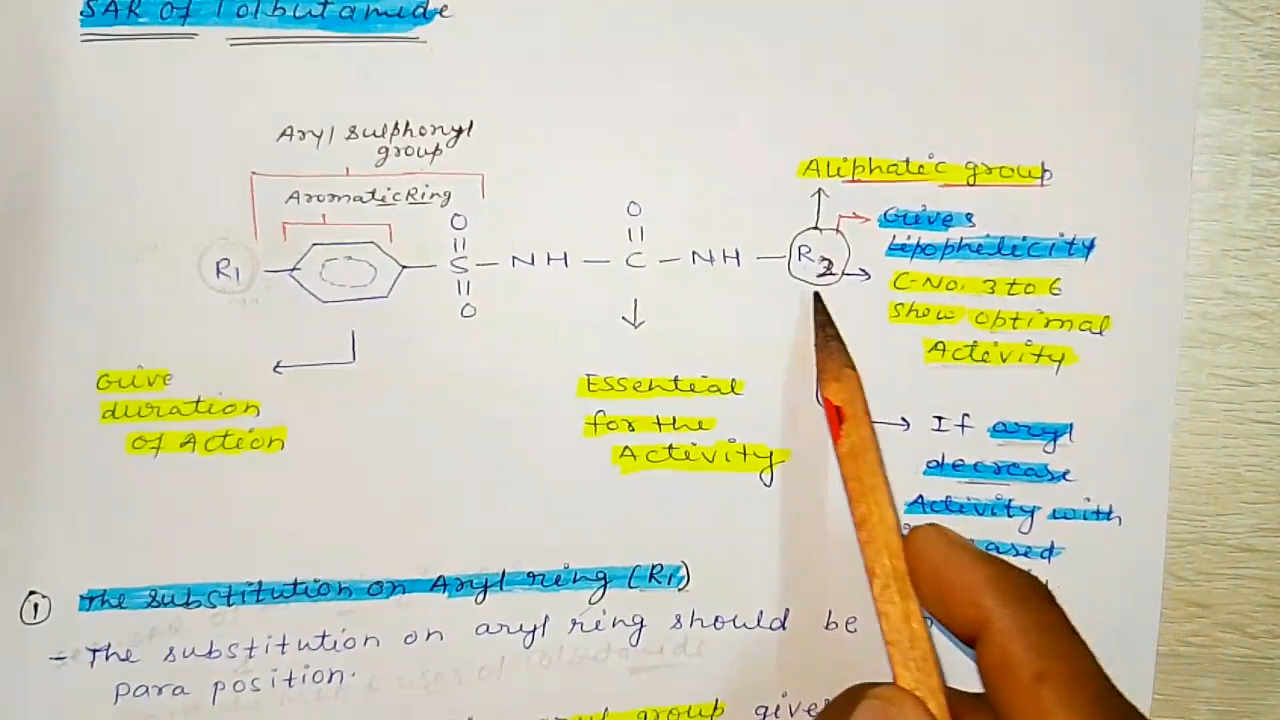 SAR of Tolbutamide
Aryl sulphonyl
group
Aromatic Ring
Aliphatic group
Gives
Lipophilicity
C-No. 3 to 6
show optimal
Activity
R1
O
S
O
NH
O
C
NH
R2
Give
duration
of Action
Essential
for the
Activity
If aryl
decrease
Activity with
① The substitution on Aryl ring (R1)
- The substitution on aryl ring should be
para position.
group gives